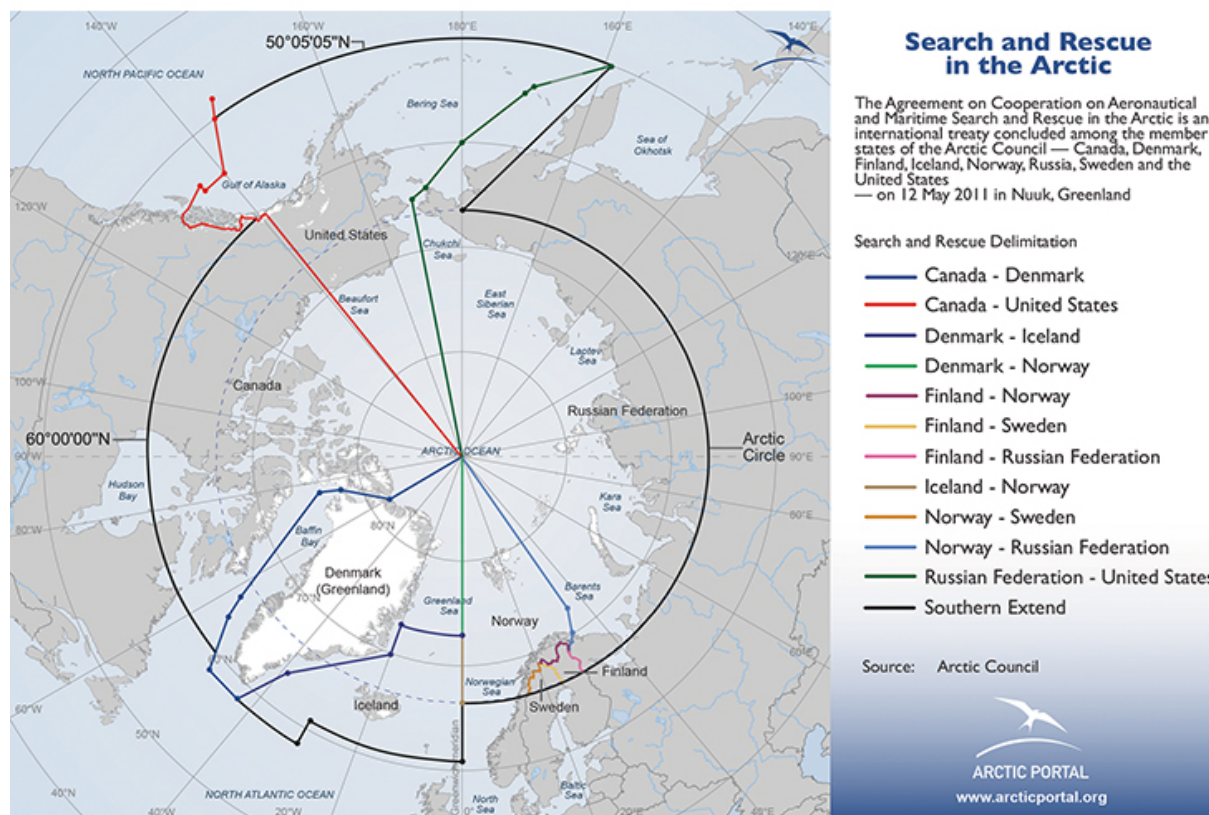 140°W
160°W
180°E
160°E
140°E
50°05'05"N
NORTH PACIFIC OCEAN
Bering Sea
Sea of
Okhotsk
Gulf of Alaska
120°W
United States
Chukchi
Sea
120°E
Beaufort
Sea
East
Siberian
Sea
Laptev
Sea
100°W
Canada
Russian Federation
60°00'00"N
ARCTIC OCEAN
Arctic
Circle
90°W
90°E
Hudson
Bay
Kara
Sea
80°W
80°N
80°E
Baffin
Bay
Denmark
(Greenland)
70°N
Greenland
Sea
Barents
Sea
Norway
60°N
60°E
Finland
Norwegian
Sea
Iceland
Sweden
60°W
50°N
Greenwich meridian
40°N
40°W
NORTH ATLANTIC OCEAN
20°W
North
Sea
0°
Baltic
Sea
20°E
40°E
Search and Rescue
in the Arctic
The Agreement on Cooperation on Aeronautical
and Maritime Search and Rescue in the Arctic is an
international treaty concluded among the member
states of the Arctic Council — Canada, Denmark,
Finland, Iceland, Norway, Russia, Sweden and the
United States
— on 12 May 2011 in Nuuk, Greenland
Search and Rescue Delimitation
Canada - Denmark
Canada - United States
Denmark - Iceland
Denmark - Norway
Finland - Norway
Finland - Sweden
Finland - Russian Federation
Iceland - Norway
Norway - Sweden
Norway - Russian Federation
Russian Federation - United States
Southern Extend
Source: Arctic Council
ARCTIC PORTAL
www.arcticportal.org